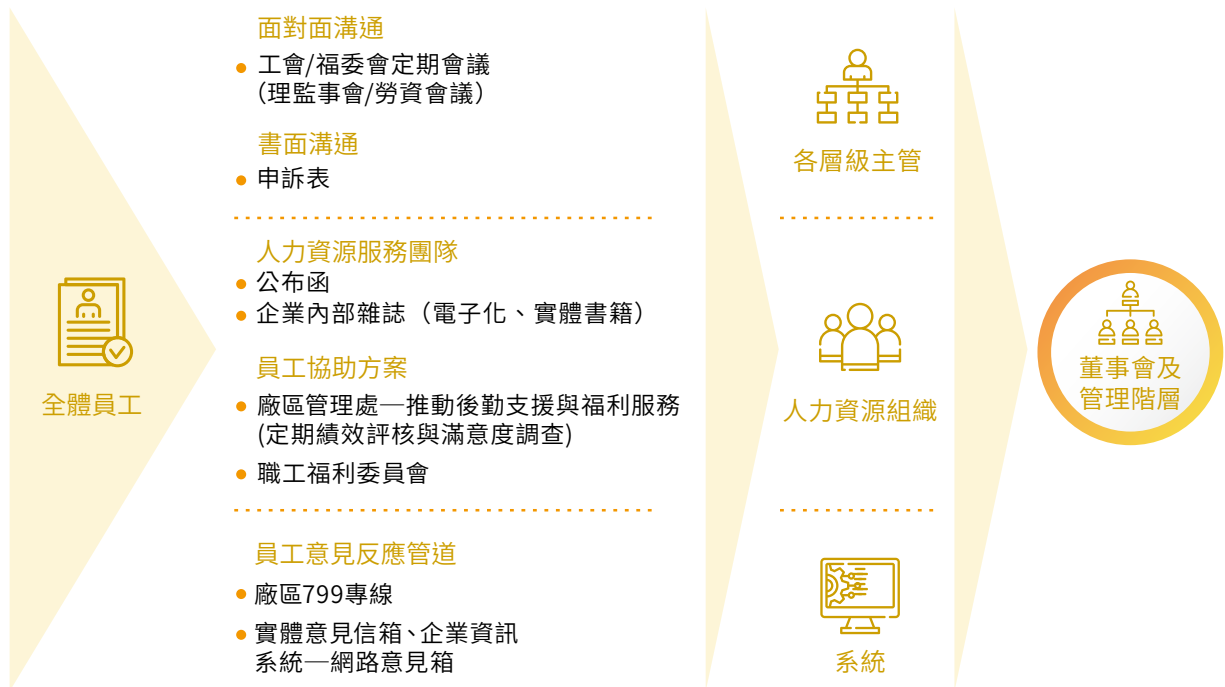 全體員工
面對面溝通
工會/福委會定期會議
（理監事會/勞資會議）
書面溝通
申訴表
人力資源服務團隊
公布函
企業內部雜誌（電子化、實體書籍）
員工協助方案
廠區管理處—推動後勤支援與福利服務
(定期績效評核與滿意度調查)
職工福利委員會
員工意見反應管道
廠區799專線
實體意見信箱、企業資訊
系統—網路意見箱
各層級主管
人力資源組織
系統
董事會及
管理階層